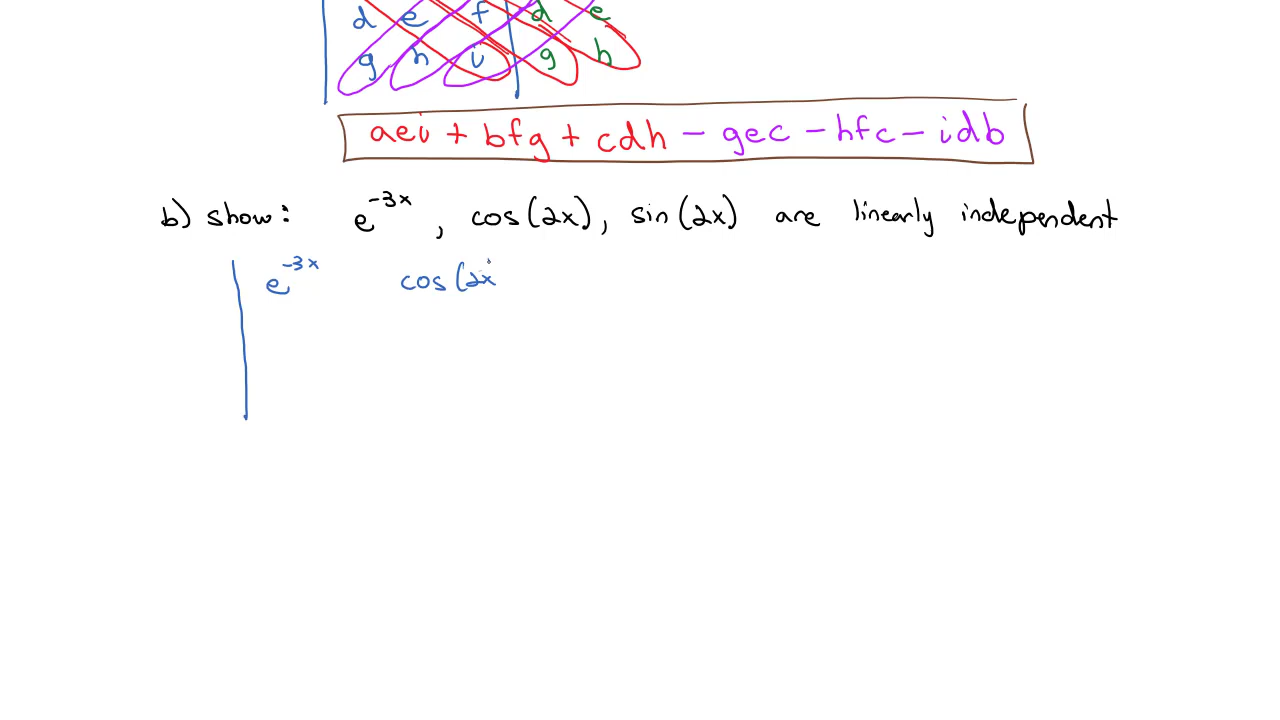 d e f d e
g h i g h
aei + bfg + cdh - gec - hfc - idb
b) show: e^{-3x}, cos(2x), sin(2x) are linearly independent
e^{-3x} cos(2x